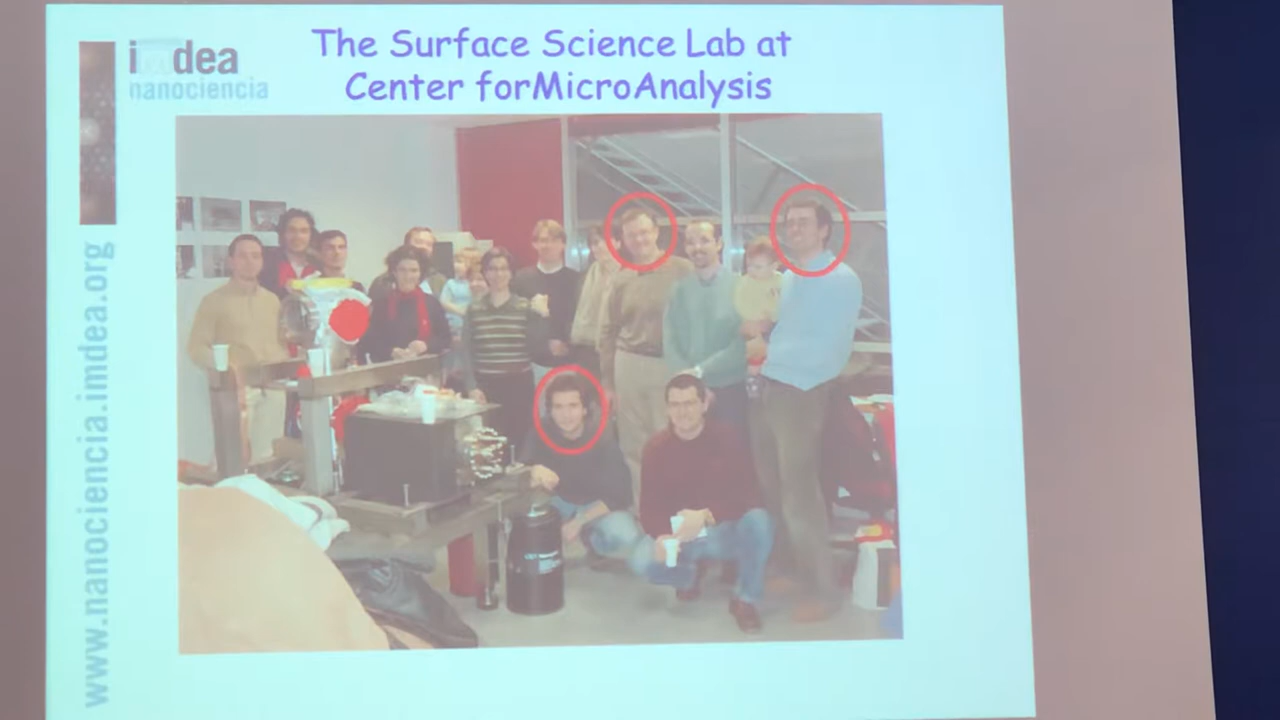 imdea
nanociencia
The Surface Science Lab at
Center forMicroAnalysis
www.nanociencia.imdea.org